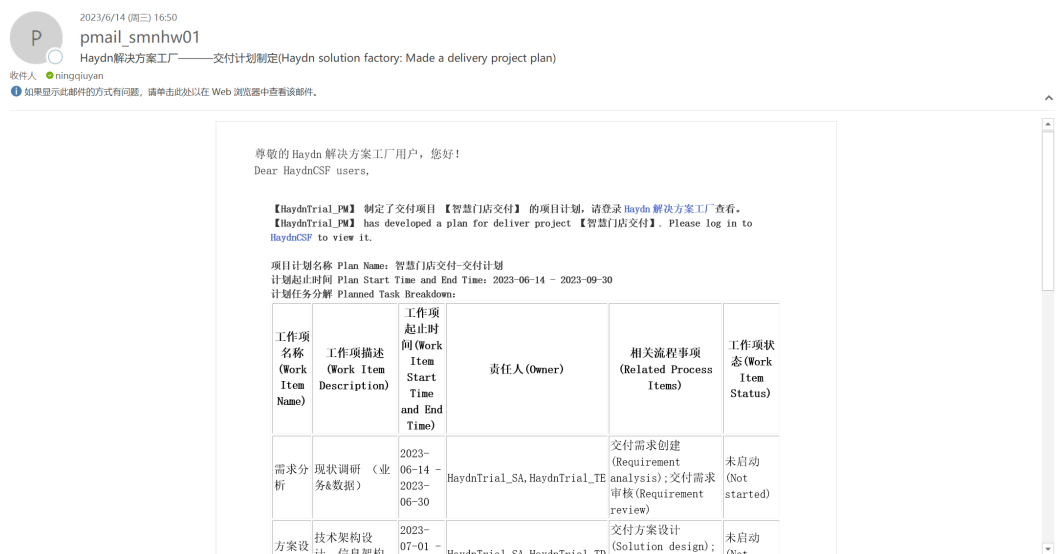 2023/6/14 (周三) 16:50
P
pmail_smnhw01
Haydn解决方案工厂———交付计划制定(Haydn solution factory: Made a delivery project plan)
收件人 ningqiuyan
如果显示此邮件的方式有问题，请单击此处以在 Web 浏览器中查看该邮件。
尊敬的 Haydn 解决方案工厂用户，您好！
Dear HaydnCSF users,
【HaydnTrial_PM】 制定了交付项目 【智慧门店交付】 的项目计划，请登录 Haydn 解决方案工厂查看。
【HaydnTrial_PM】 has developed a plan for deliver project 【智慧门店交付】. Please log in to
HaydnCSF to view it.
项目计划名称 Plan Name: 智慧门店交付-交付计划
计划起止时间 Plan Start Time and End Time: 2023-06-14 - 2023-09-30
计划任务分解 Planned Task Breakdown:
工作项
名称
(Work
Item
Name)
工作项描述
(Work Item
Description)
工作项
起止时
间(Work
Item
Start
Time
and End
Time)
责任人(Owner)
相关流程事项
(Related Process
Items)
工作项状
态(Work
Item
Status)
需求分
析
现状调研 （业
务&数据）
2023-
06-14 -
2023-
06-30
HaydnTrial_SA,HaydnTrial_TE
交付需求创建
(Requirement
analysis);交付需求
审核(Requirement
review)
未启动
(Not
started)
方案设
技术架构设
计、信息架构
2023-
07-01 -
HaydnTrial_SA,HaydnTrial_TD
交付方案设计
(Solution design);
未启动
(Not